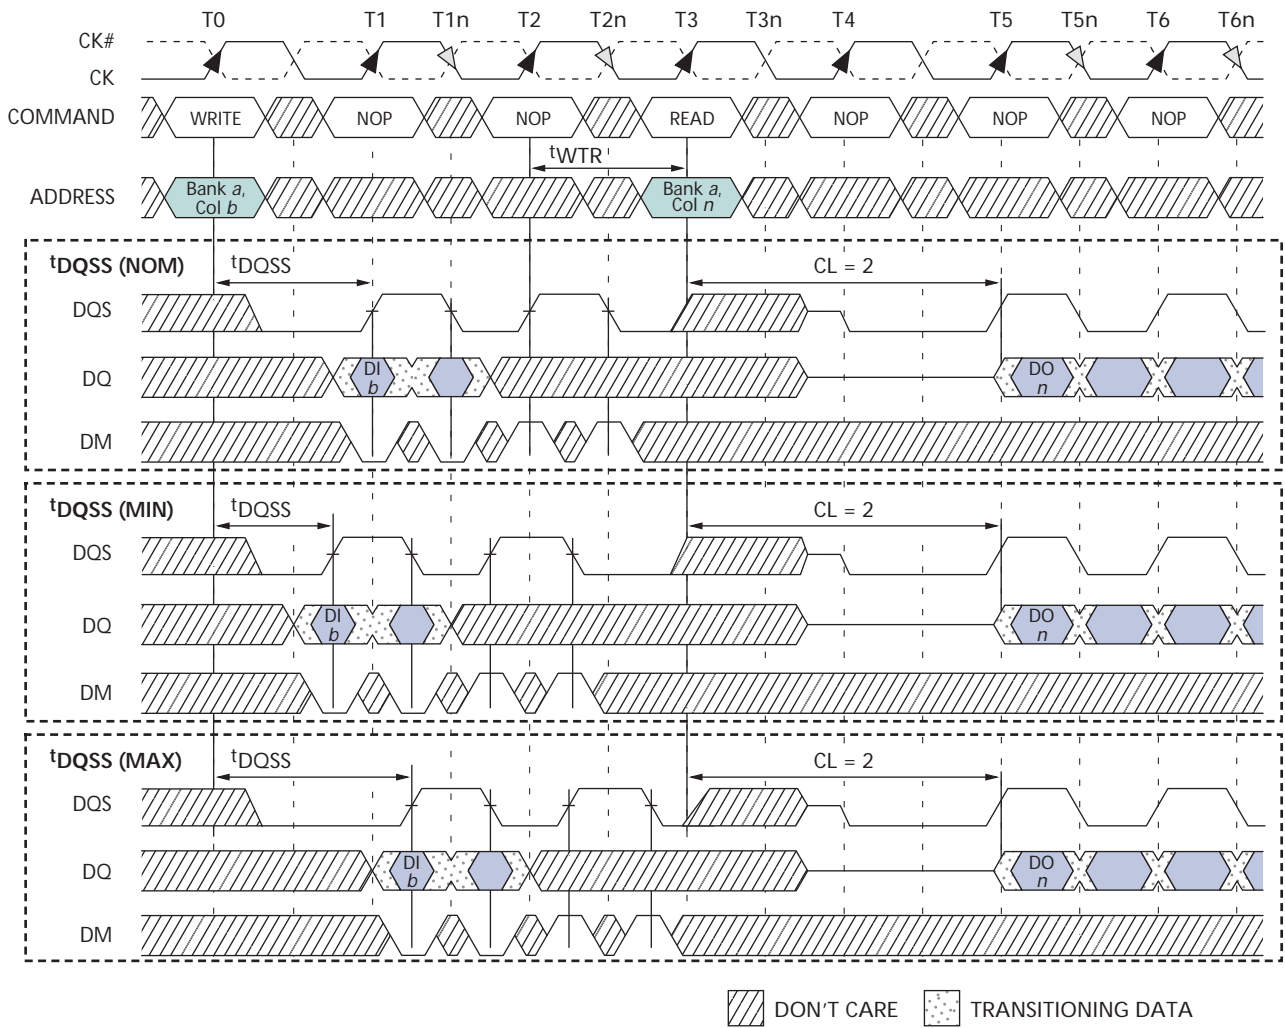 T0 T1 T1n T2 T2n T3 T3n T4 T5 T5n T6 T6n
CK#
CK
COMMAND WRITE NOP NOP READ NOP NOP NOP
tWTR
ADDRESS Bank a, Col b Bank a, Col n
tDQSS (NOM) tDQSS CL = 2
DQS
DQ DI b DO n
DM
tDQSS (MIN) tDQSS CL = 2
DQS
DQ DI b DO n
DM
tDQSS (MAX) tDQSS CL = 2
DQS
DQ DI b DO n
DM
DON'T CARE TRANSITIONING DATA